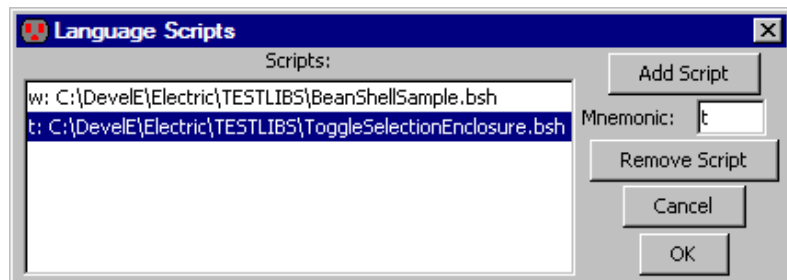 Language Scripts
Scripts:
Add Script
w: C:\DevelE\Electric\TESTLIBS\BeanShellSample.bsh
Mnemonic: t
t: C:\DevelE\Electric\TESTLIBS\ToggleSelectionEnclosure.bsh
Remove Script
Cancel
OK